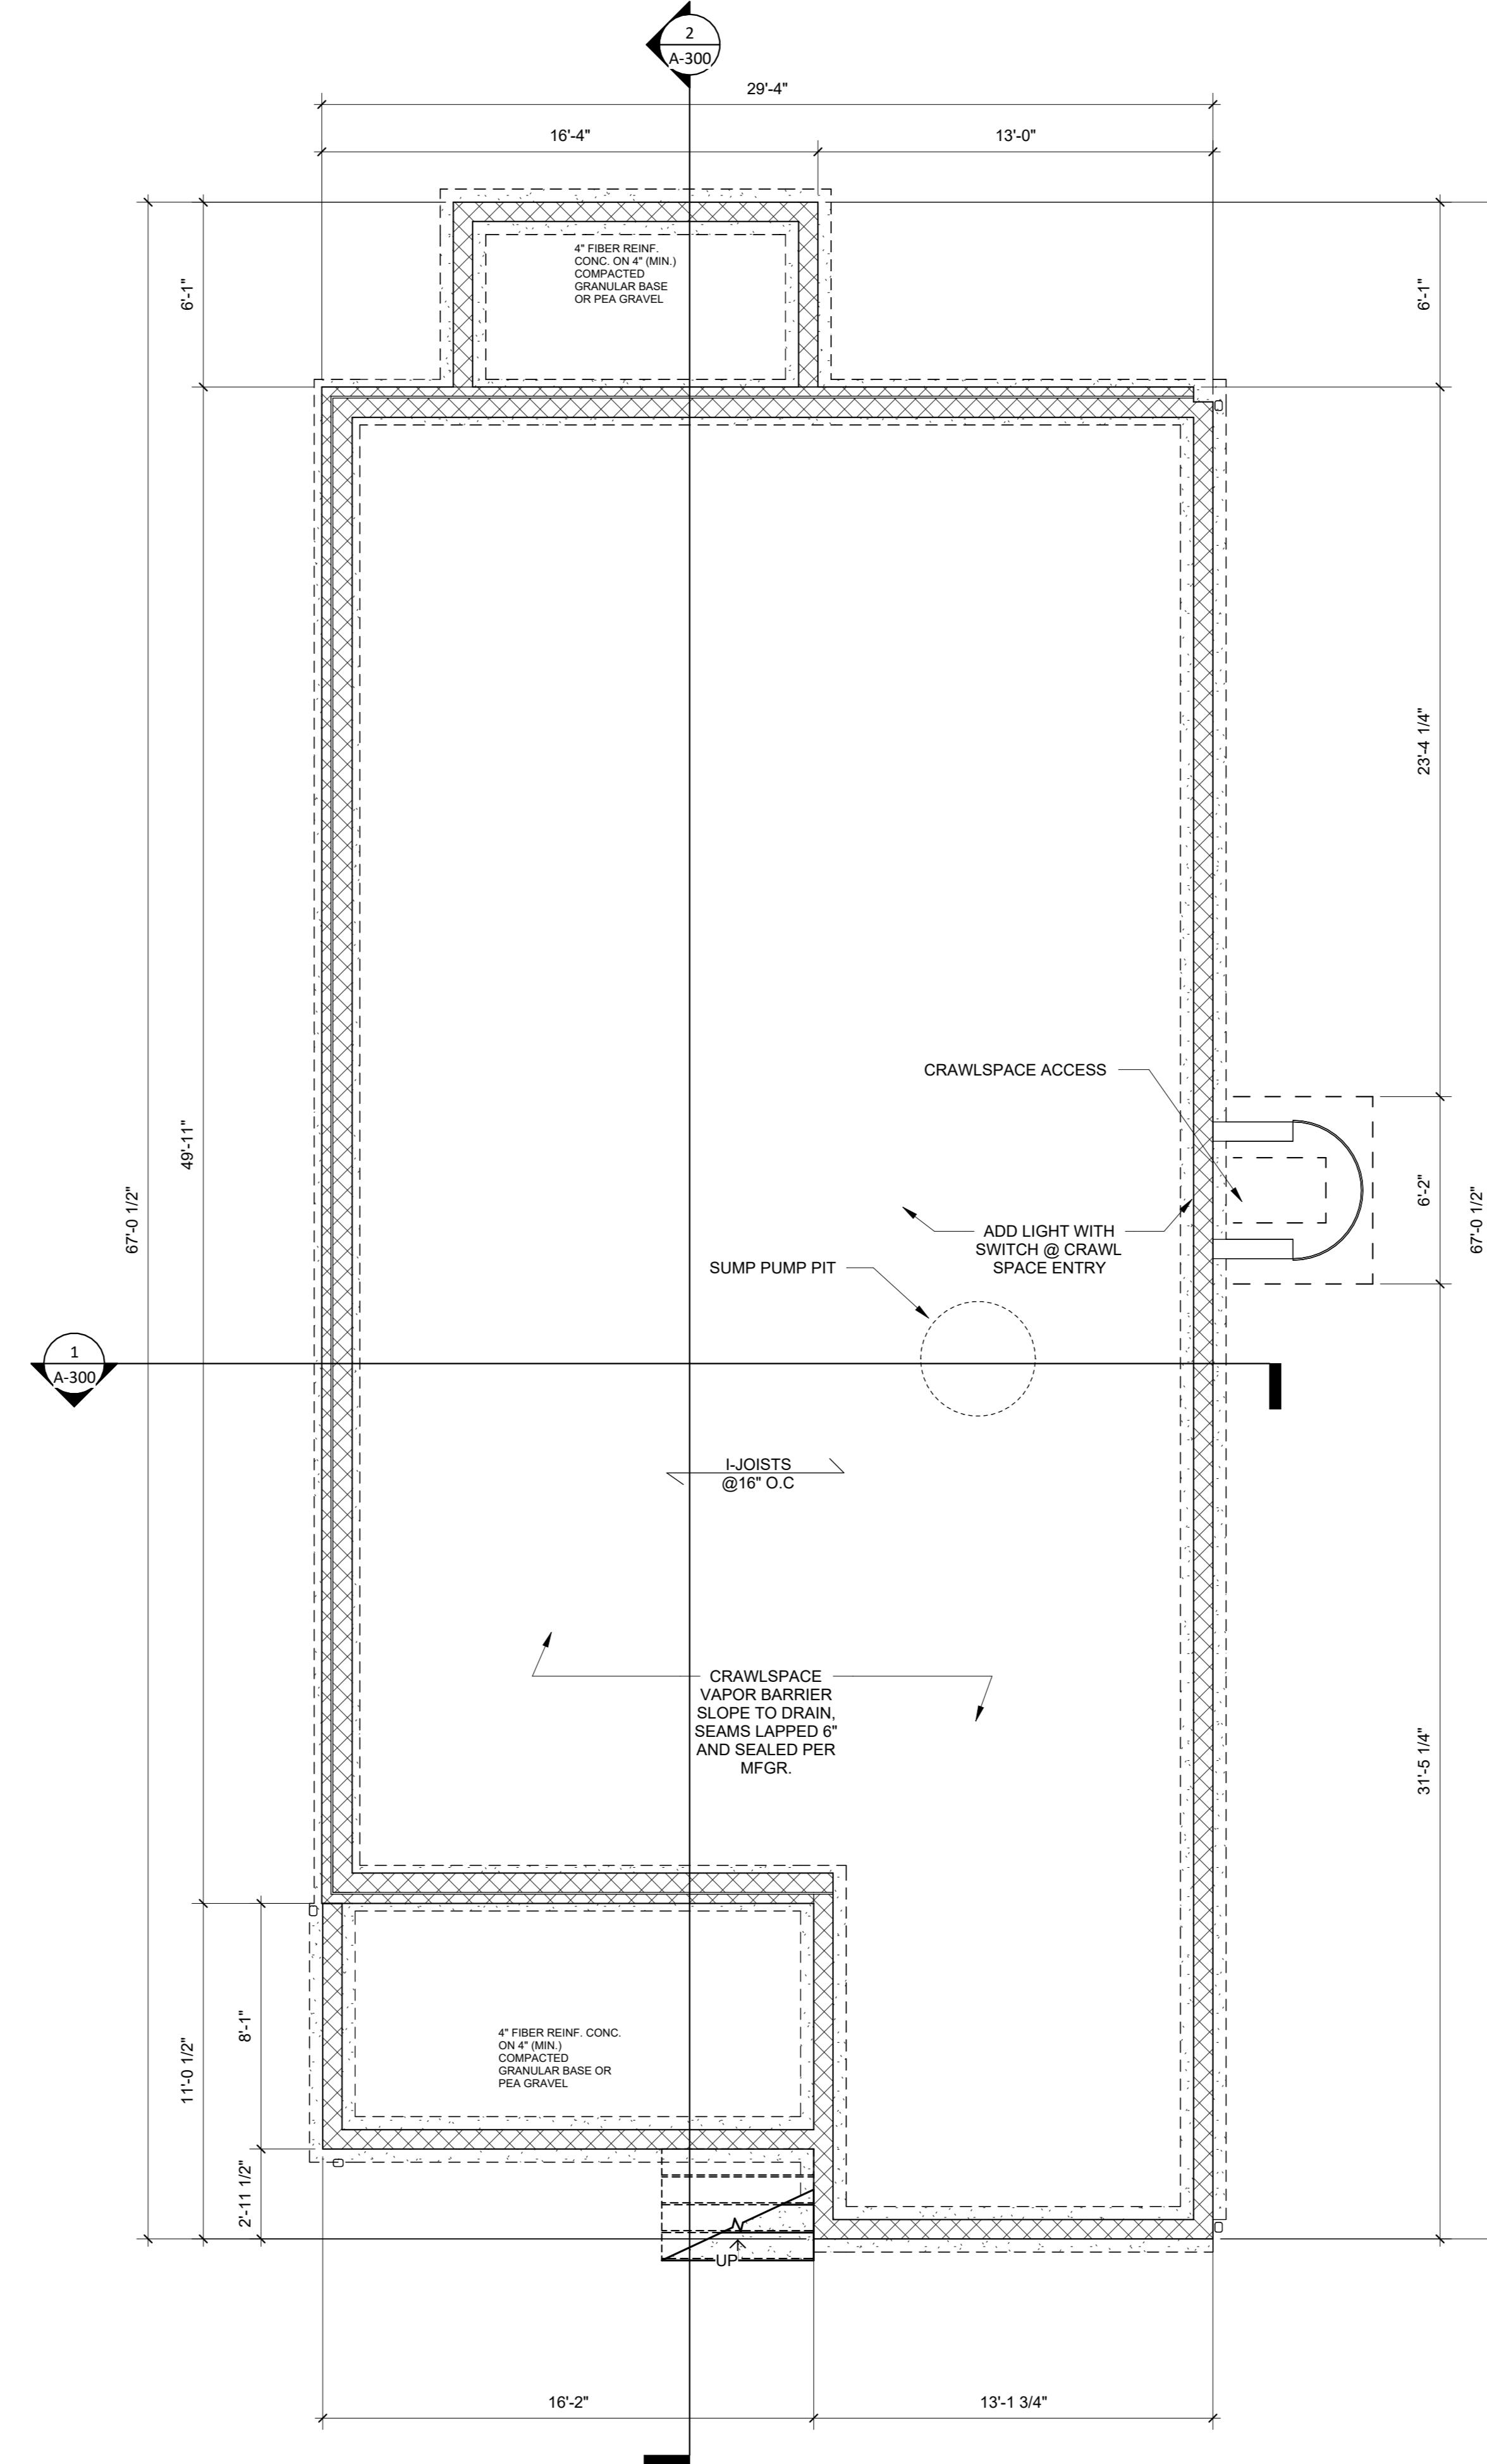 2
A-300
29'-4"
16'-4"
13'-0"
6'-1"
6'-1"
4" FIBER REINF.
CONC. ON 4" (MIN.)
COMPACTED
GRANULAR BASE
OR PEA GRAVEL
23'-4 1/4"
CRAWLSPACE ACCESS
49'-11"
67'-0 1/2"
6'-2"
67'-0 1/2"
ADD LIGHT WITH
SWITCH @ CRAWL
SPACE ENTRY
SUMP PUMP PIT
1
A-300
I-JOISTS
@16" O.C
CRAWLSPACE
VAPOR BARRIER
SLOPE TO DRAIN,
SEAMS LAPPED 6"
AND SEALED PER
MFGR.
31'-5 1/4"
8'-1"
11'-0 1/2"
4" FIBER REINF. CONC.
ON 4" (MIN.)
COMPACTED
GRANULAR BASE OR
PEA GRAVEL
2'-11 1/2"
UP
16'-2"
13'-1 3/4"